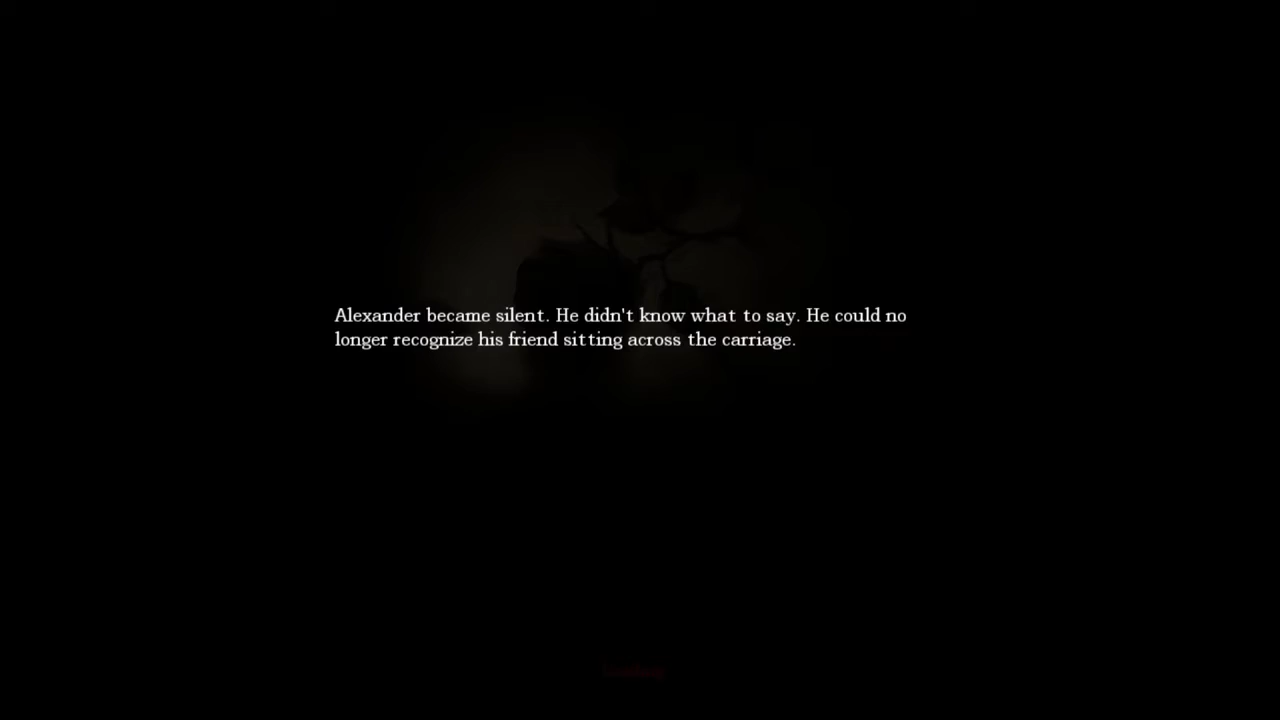 Alexander became silent. He didn't know what to say. He could no
longer recognize his friend sitting across the carriage.